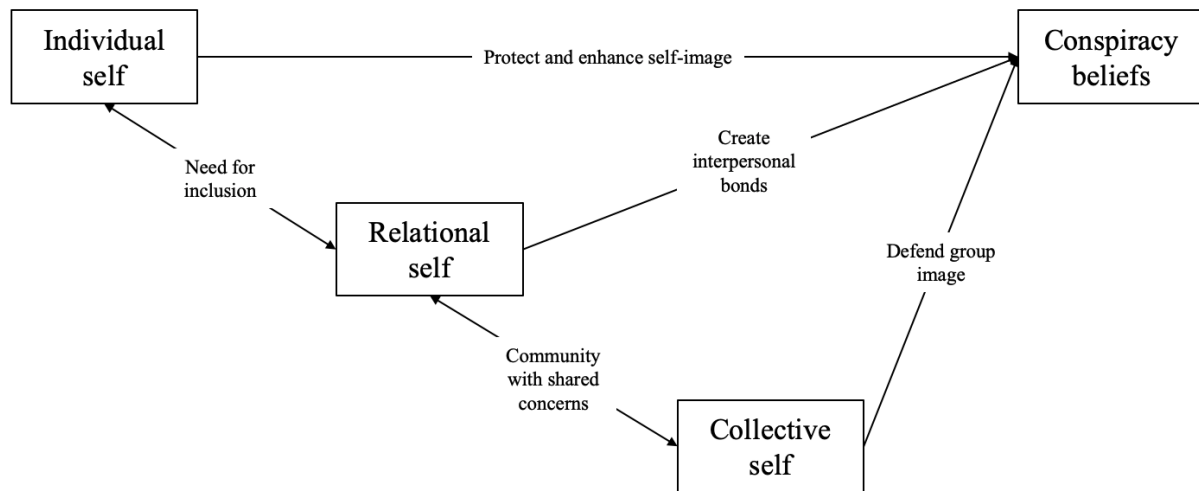 Individual
self
Protect and enhance self-image
Conspiracy
beliefs
Need for
inclusion
Create
interpersonal
bonds
Relational
self
Defend group
image
Community
with shared
concerns
Collective
self